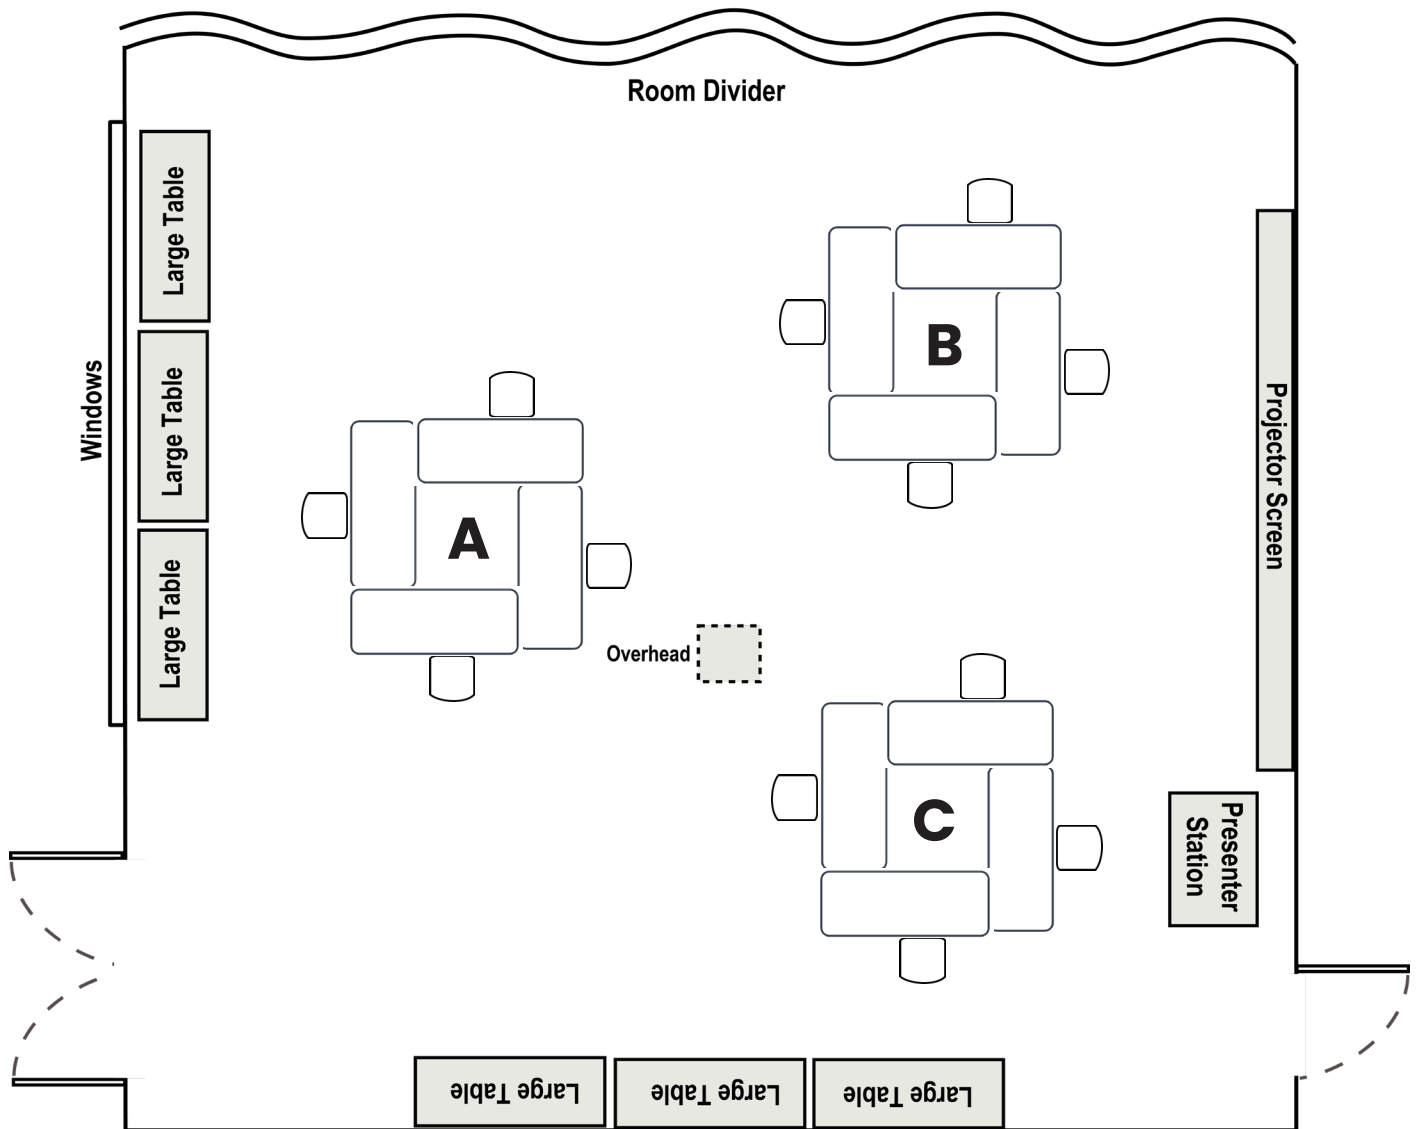 Room Divider
Large Table
Large Table
Large Table
Windows
A
B
C
Overhead
Projector Screen
Presenter
Station
Large Table
Large Table
Large Table